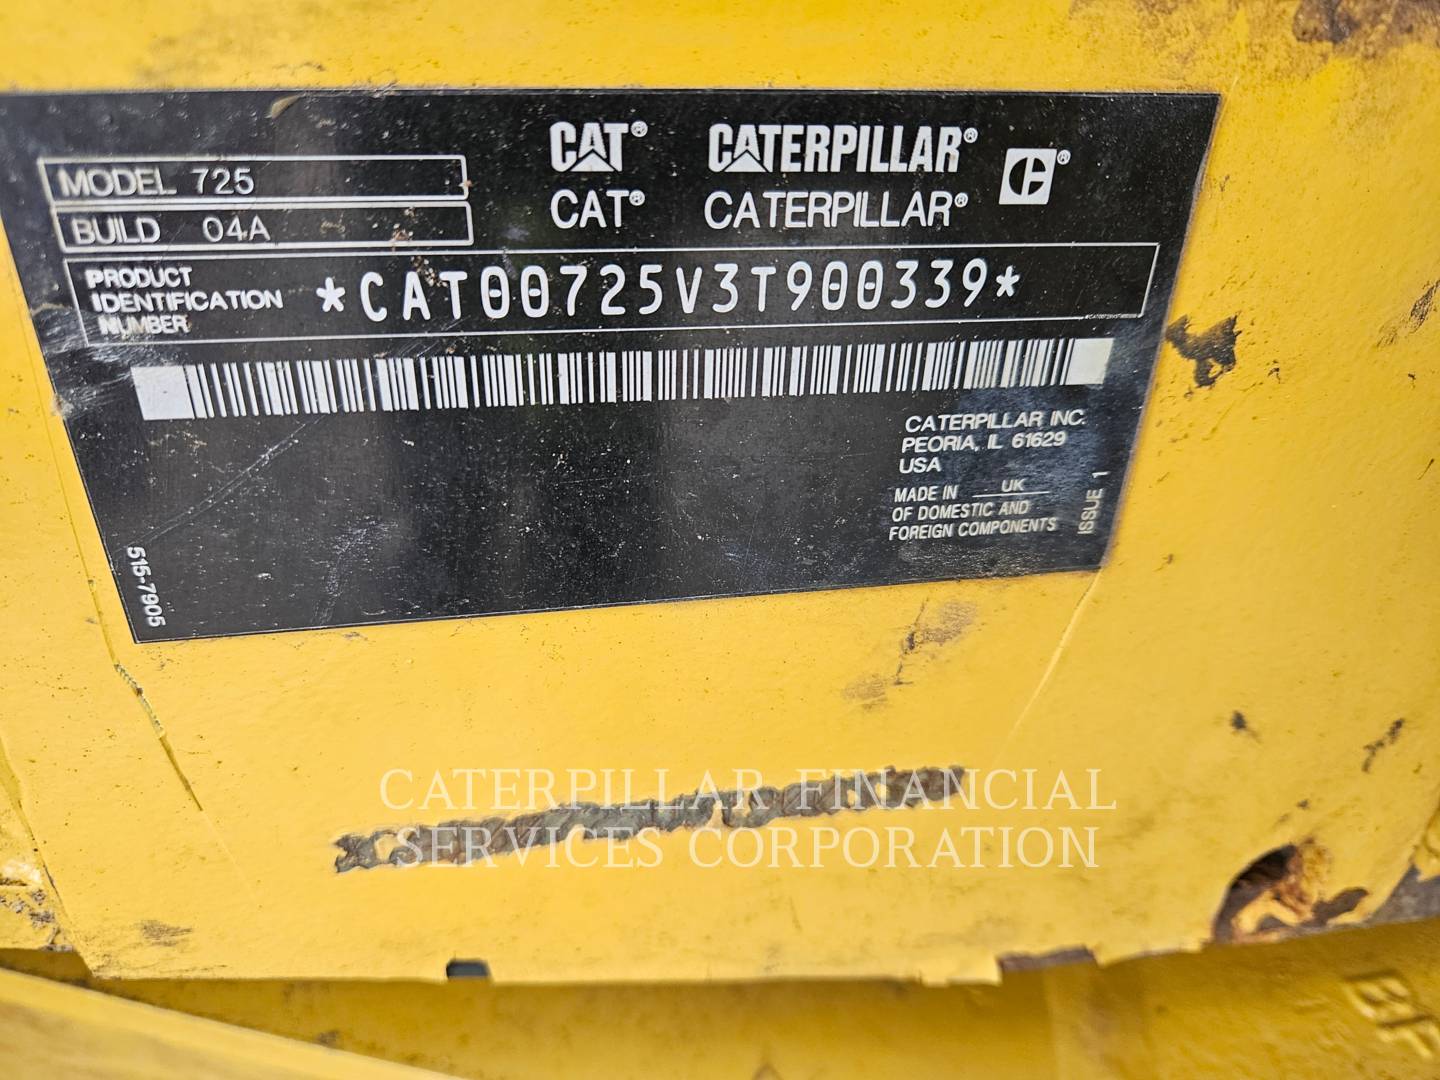 CAT® CATERPILLAR® C®
CAT® CATERPILLAR®
MODEL 725
BUILD 04A
PRODUCT
IDENTIFICATION
NUMBER
*CAT00725V3T900339*
CATERPILLAR INC.
PEORIA, IL 61629
USA
MADE IN UK
OF DOMESTIC AND
FOREIGN COMPONENTS
ISSUE 1
515-7905
CATERPILLAR FINANCIAL
SERVICES CORPORATION